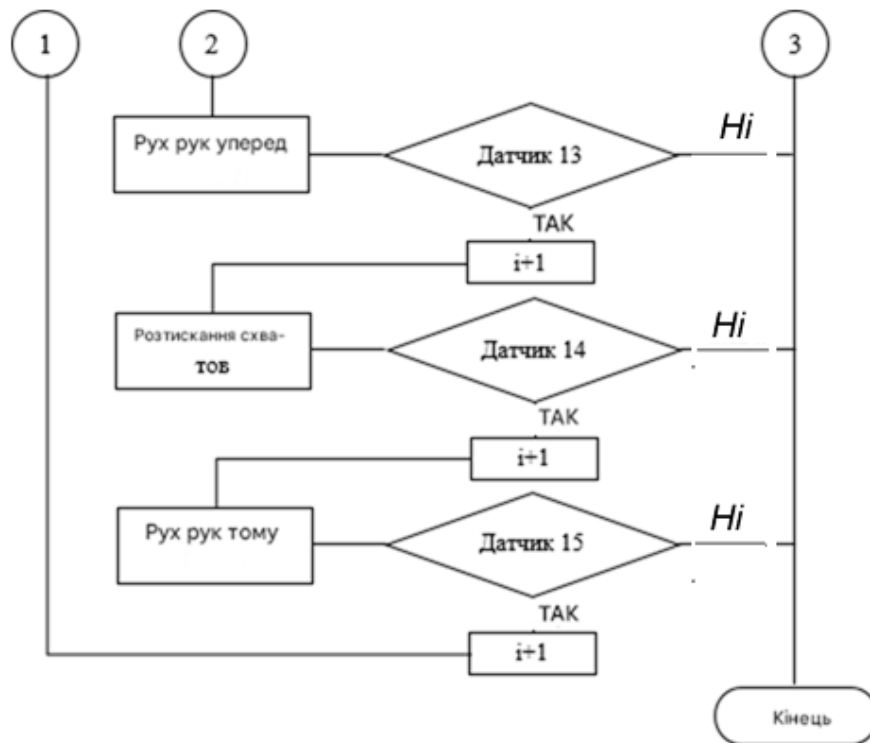 1
2
3
Рух рук уперед
Датчик 13
Ні
ТАК
i+1
Розтискання схва-
тов
Датчик 14
Ні
ТАК
i+1
Рух рук тому
Датчик 15
Ні
ТАК
i+1
Кінець